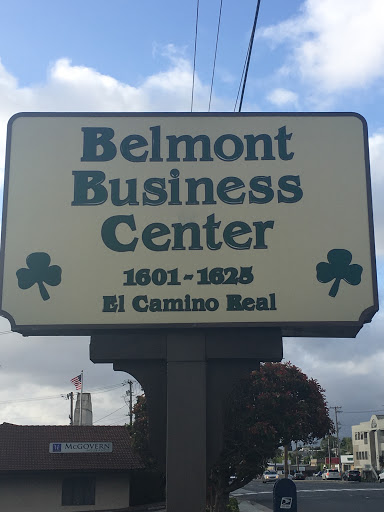 Belmont
Business
Center
1601-1625
El Camino Real
McGOVERN